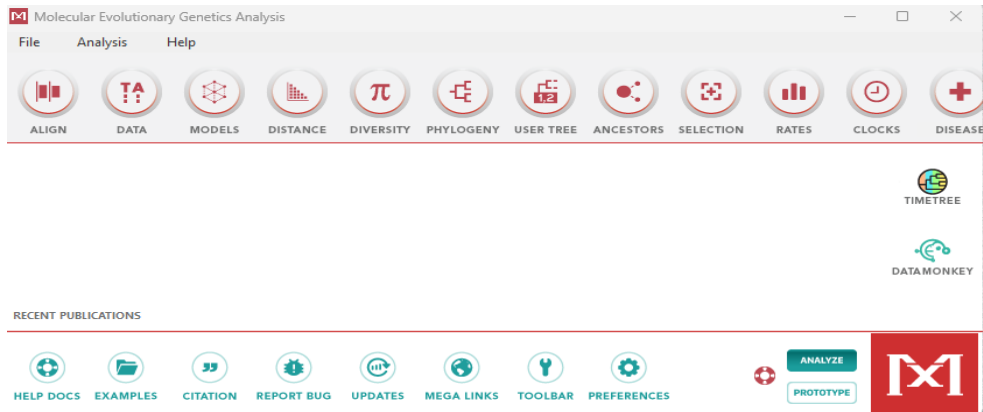 Molecular Evolutionary Genetics Analysis
File Analysis Help
TA
π
1,2
ALIGN DATA MODELS DISTANCE DIVERSITY PHYLOGENY USER TREE ANCESTORS SELECTION RATES CLOCKS DISEASE
TIMETREE
DATAMONKEY
RECENT PUBLICATIONS
HELP DOCS EXAMPLES CITATION REPORT BUG UPDATES MEGA LINKS TOOLBAR PREFERENCES
ANALYZE
PROTOTYPE
M